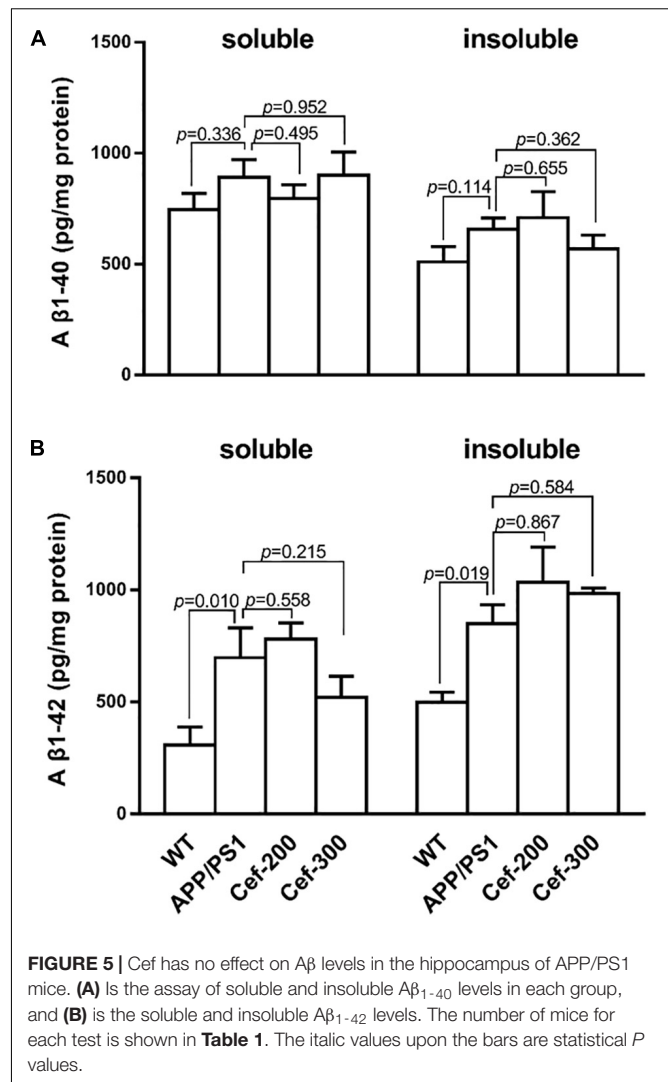 A
soluble insoluble
A β1-40 (pg/mg protein)
1500
1000
500
0
p=0.336
p=0.952
p=0.495
p=0.114
p=0.362
p=0.655
B
soluble insoluble
A β1-42 (pg/mg protein)
1500
1000
500
0
p=0.010
p=0.215
p=0.558
p=0.019
p=0.584
p=0.867
WT
APP/PS1
Cef-200
Cef-300
WT
APP/PS1
Cef-200
Cef-300
FIGURE 5 | Cef has no effect on Aβ levels in the hippocampus of APP/PS1
mice. (A) Is the assay of soluble and insoluble Aβ1-40 levels in each group,
and (B) is the soluble and insoluble Aβ1-42 levels. The number of mice for
each test is shown in Table 1. The italic values upon the bars are statistical P
values.